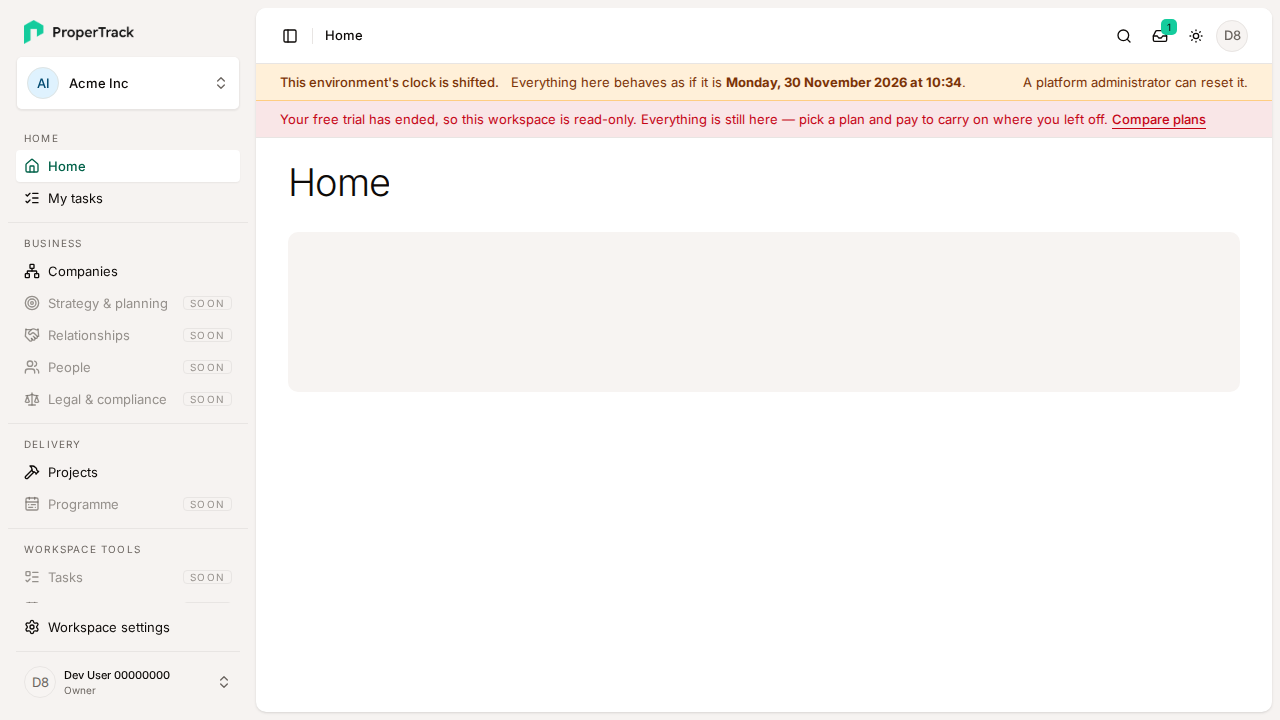 ProperTrack
AI
Acme Inc
HOME
Home
My tasks
BUSINESS
Companies
Strategy & planning SOON
Relationships SOON
People SOON
Legal & compliance SOON
DELIVERY
Projects
Programme SOON
WORKSPACE TOOLS
Tasks SOON
Workspace settings
D8
Dev User 00000000
Owner
Home
1
D8
This environment's clock is shifted. Everything here behaves as if it is Monday, 30 November 2026 at 10:34. A platform administrator can reset it.
Your free trial has ended, so this workspace is read-only. Everything is still here — pick a plan and pay to carry on where you left off. Compare plans
Home